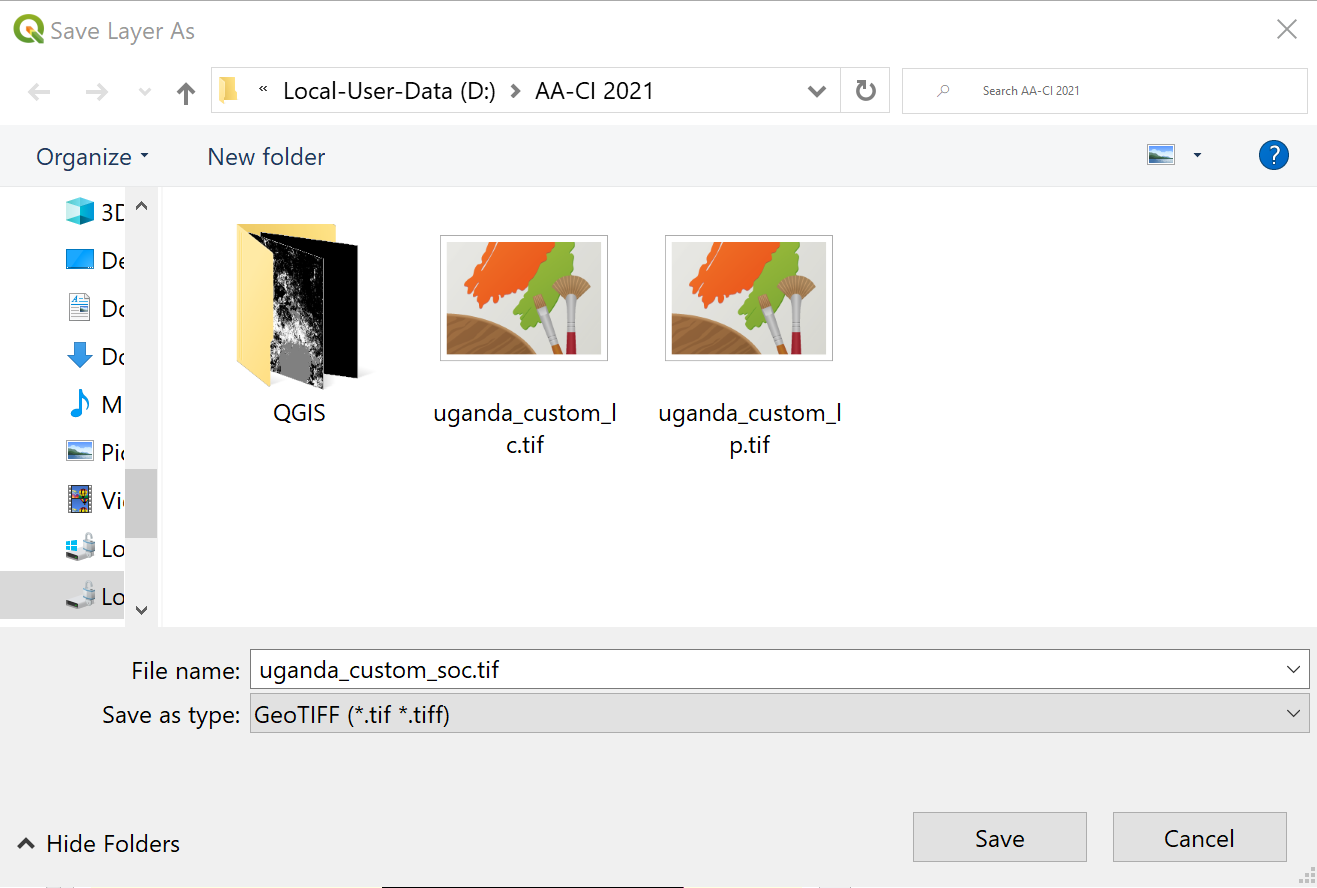 Save Layer As
« Local-User-Data (D:) > AA-CI 2021
Search AA-CI 2021
Organize
New folder
?
3D
De
Do
Do
M
Pic
Vi
Lo
Lo
QGIS
uganda_custom_l
c.tif
uganda_custom_l
p.tif
File name: uganda_custom_soc.tif
Save as type: GeoTIFF (*.tif *.tiff)
Hide Folders
Save
Cancel